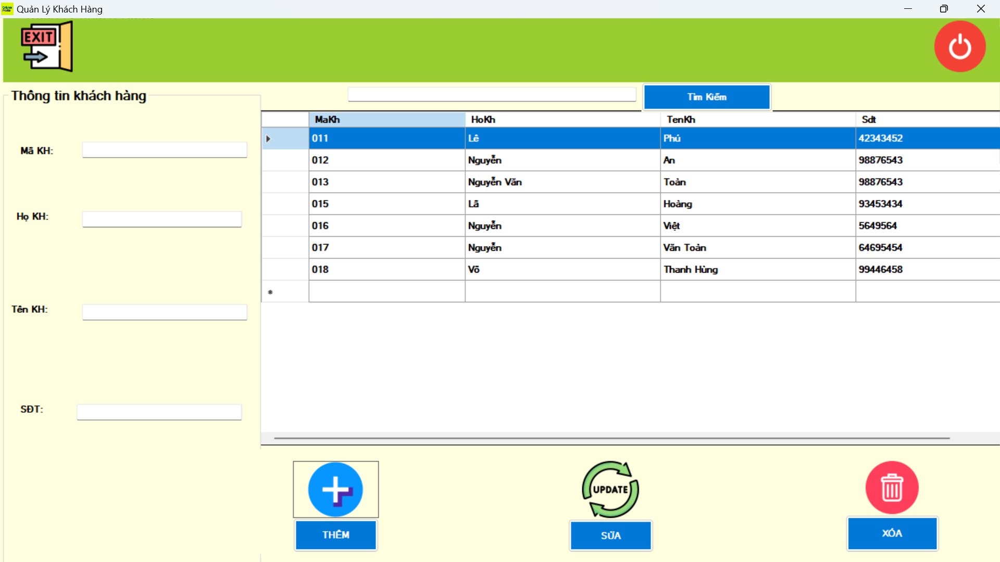 Quản Lý Khách Hàng
EXIT
Thông tin khách hàng
Tìm Kiếm
MaKh HoKh TenKh Sdt
011 Lê Phú 42343452
012 Nguyễn An 98876543
013 Nguyễn Văn Toàn 98876543
015 Lã Hoàng 93453434
016 Nguyễn Việt 5649564
017 Nguyễn Văn Toàn 64695454
018 Võ Thanh Hùng 99446458
Mã KH:
Họ KH:
Tên KH:
SĐT:
UPDATE
THÊM SỬA XÓA